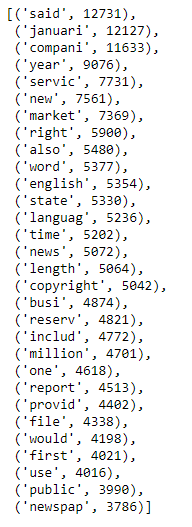 [('said', 12731),
('januari', 12127),
('compani', 11633),
('year', 9076),
('servic', 7731),
('new', 7561),
('market', 7369),
('right', 5900),
('also', 5480),
('word', 5377),
('english', 5354),
('state', 5330),
('languag', 5236),
('time', 5202),
('news', 5072),
('length', 5064),
('copyright', 5042),
('busi', 4874),
('reserv', 4821),
('includ', 4772),
('million', 4701),
('one', 4618),
('report', 4513),
('provid', 4402),
('file', 4338),
('would', 4198),
('first', 4021),
('use', 4016),
('public', 3990),
('newspap', 3786)]